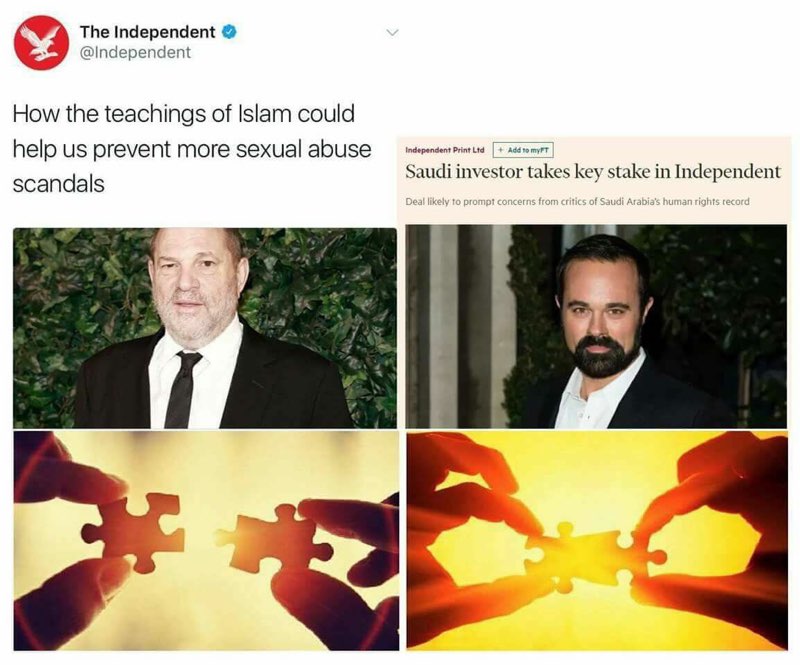 The Independent
@Independent
How the teachings of Islam could
help us prevent more sexual abuse
scandals
Independent Print Ltd + Add to myFT
Saudi investor takes key stake in Independent
Deal likely to prompt concerns from critics of Saudi Arabia's human rights record